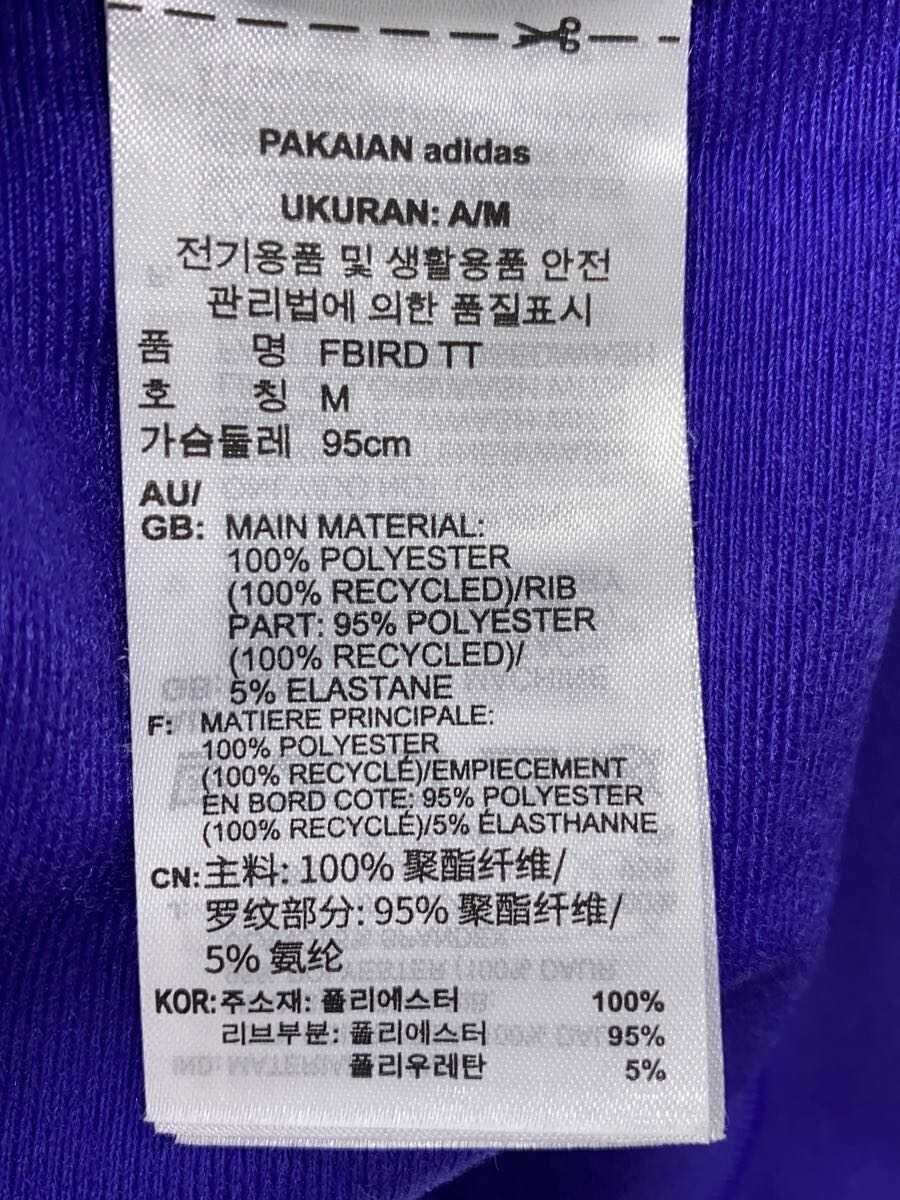 PAKAIAN adidas
UKURAN: A/M
전기용품 및 생활용품 안전
관리법에 의한 품질표시
품 명 FBIRD TT
호 칭 M
가슴둘레 95cm
AU/
GB: MAIN MATERIAL:
100% POLYESTER
(100% RECYCLED)/RIB
PART: 95% POLYESTER
(100% RECYCLED)/
5% ELASTANE
F: MATIERE PRINCIPALE:
100% POLYESTER
(100% RECYCLÉ)/EMPIECEMENT
EN BORD COTE: 95% POLYESTER
(100% RECYCLÉ)/5% ÉLASTHANNE
CN: 主料: 100% 聚酯纤维/
罗纹部分: 95% 聚酯纤维/
5% 氨纶
KOR: 주소재: 폴리에스터 100%
리브부분: 폴리에스터 95%
폴리우레탄 5%